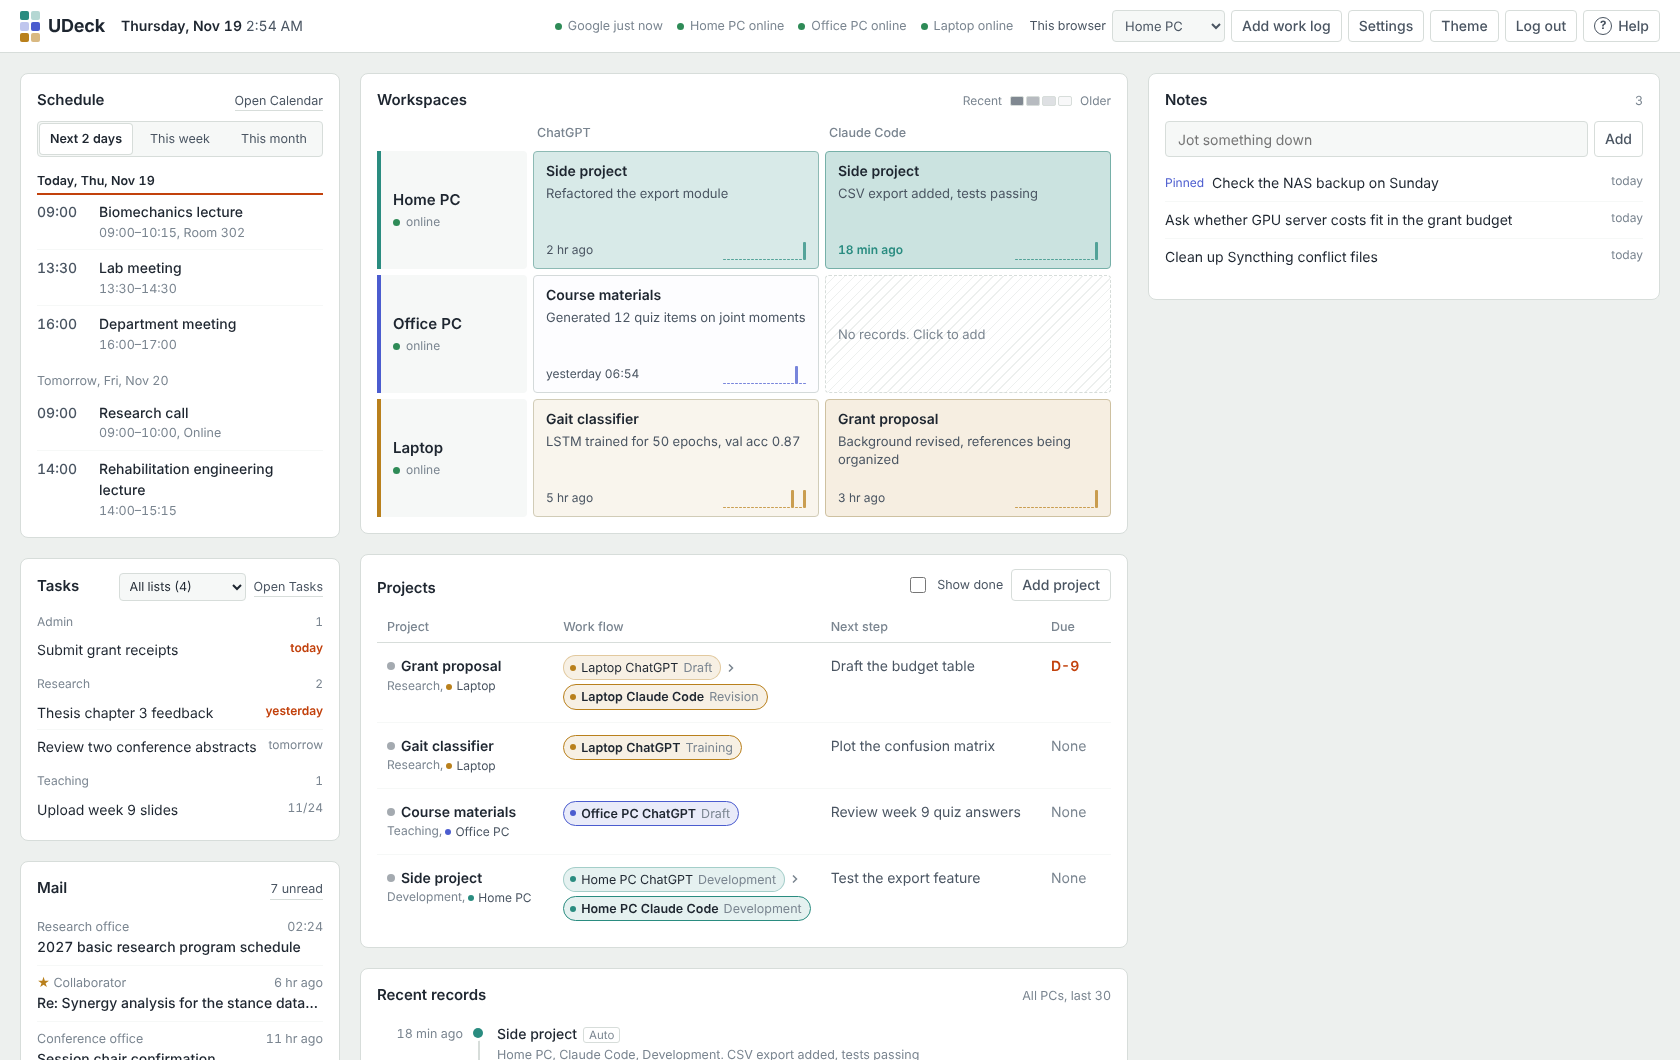 UDeck
Thursday, Nov 19 2:54 AM
Google just now
Home PC online
Office PC online
Laptop online
This browser
Home PC
Add work log
Settings
Theme
Log out
? Help
Schedule
Open Calendar
Next 2 days
This week
This month
Today, Thu, Nov 19
09:00 Biomechanics lecture
09:00–10:15, Room 302
13:30 Lab meeting
13:30–14:30
16:00 Department meeting
16:00–17:00
Tomorrow, Fri, Nov 20
09:00 Research call
09:00–10:00, Online
14:00 Rehabilitation engineering
lecture
14:00–15:15
Tasks
All lists (4)
Open Tasks
Admin 1
Submit grant receipts today
Research 2
Thesis chapter 3 feedback yesterday
Review two conference abstracts tomorrow
Teaching 1
Upload week 9 slides 11/24
Mail
7 unread
Research office 02:24
2027 basic research program schedule
★ Collaborator 6 hr ago
Re: Synergy analysis for the stance data...
Conference office 11 hr ago
Session chair confirmation
Workspaces
Recent Older
ChatGPT Claude Code
Home PC
online
Side project
Refactored the export module
2 hr ago
Side project
CSV export added, tests passing
18 min ago
Office PC
online
Course materials
Generated 12 quiz items on joint moments
yesterday 06:54
No records. Click to add
Laptop
online
Gait classifier
LSTM trained for 50 epochs, val acc 0.87
5 hr ago
Grant proposal
Background revised, references being
organized
3 hr ago
Projects
Show done
Add project
Project Work flow Next step Due
Grant proposal
Research, Laptop
Laptop ChatGPT Draft ›
Laptop Claude Code Revision
Draft the budget table
D-9
Gait classifier
Research, Laptop
Laptop ChatGPT Training
Plot the confusion matrix
None
Course materials
Teaching, Office PC
Office PC ChatGPT Draft
Review week 9 quiz answers
None
Side project
Development, Home PC
Home PC ChatGPT Development ›
Home PC Claude Code Development
Test the export feature
None
Recent records
All PCs, last 30
18 min ago Side project Auto
Home PC, Claude Code, Development, CSV export added, tests passing
Notes
3
Jot something down
Add
Pinned Check the NAS backup on Sunday today
Ask whether GPU server costs fit in the grant budget today
Clean up Syncthing conflict files today